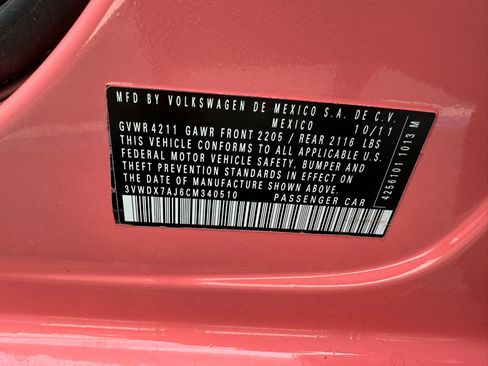 MFD BY VOLKSWAGEN DE MEXICO S.A. DE C.V.
MEXICO 10/11
GVWR 4211 GAWR FRONT 2205 / REAR 2116 LBS
THIS VEHICLE CONFORMS TO ALL APPLICABLE U.S.
FEDERAL MOTOR VEHICLE SAFETY, BUMPER AND
THEFT PREVENTION STANDARDS IN EFFECT ON
THE DATE OF MANUFACTURE SHOWN ABOVE.
3VWDX7AJ6CM340510 PASSENGER CAR
4256101 1013 M